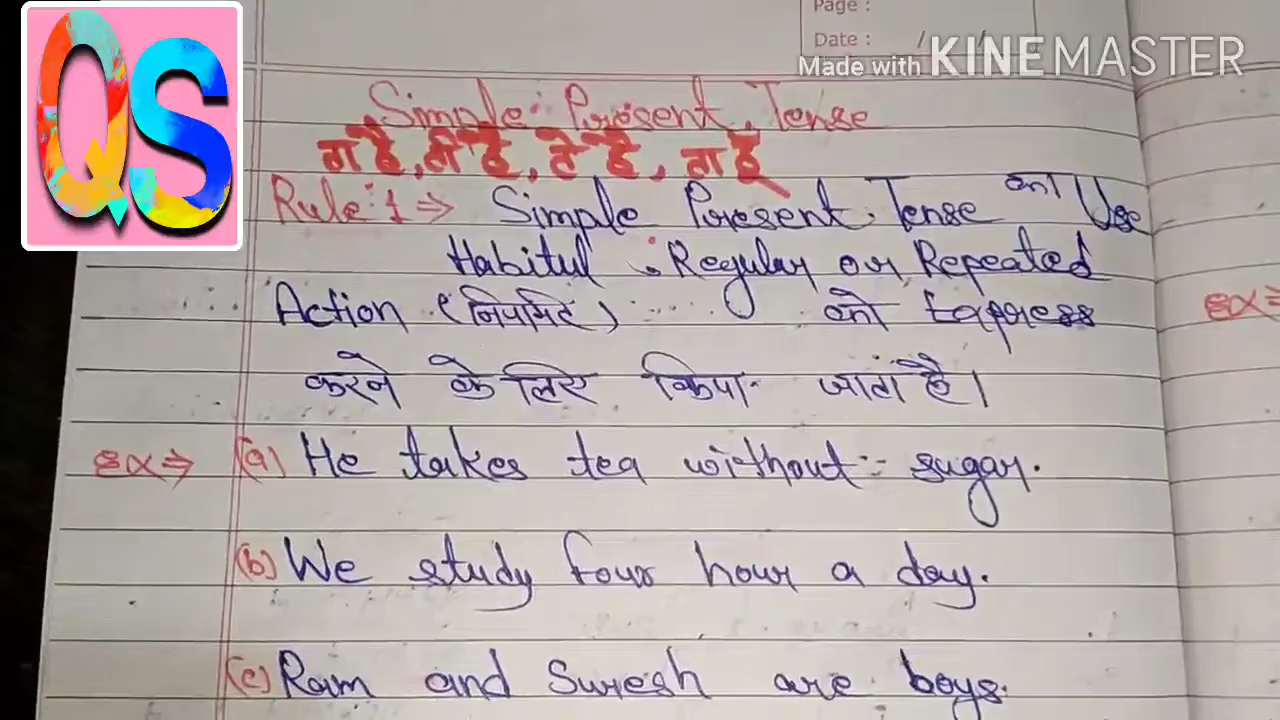 QS
Page :
Date : / /
Made with KINEMASTER
Simple Present Tense
ता है, ती है, ते है, ता हूँ
Rule:1 ⇒ Simple Present Tense का Use
Habitul . Regular or Repeated
Action (नियमित) को Express
करने के लिए किया जाता है।
ex ⇒ (a) He takes tea without sugar.
(b) We study four hour a day.
(c) Ram and Suresh are boys.
ex ⇒